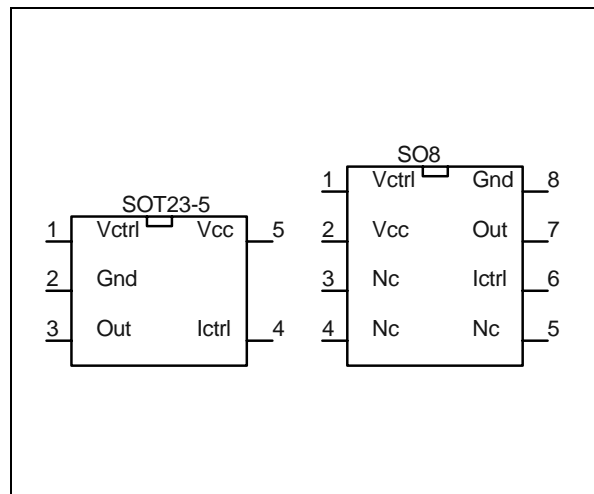 SOT23-5
1 Vctrl Vcc 5
2 Gnd
3 Out Ictrl 4
SO8
1 Vctrl Gnd 8
2 Vcc Out 7
3 Nc Ictrl 6
4 Nc Nc 5